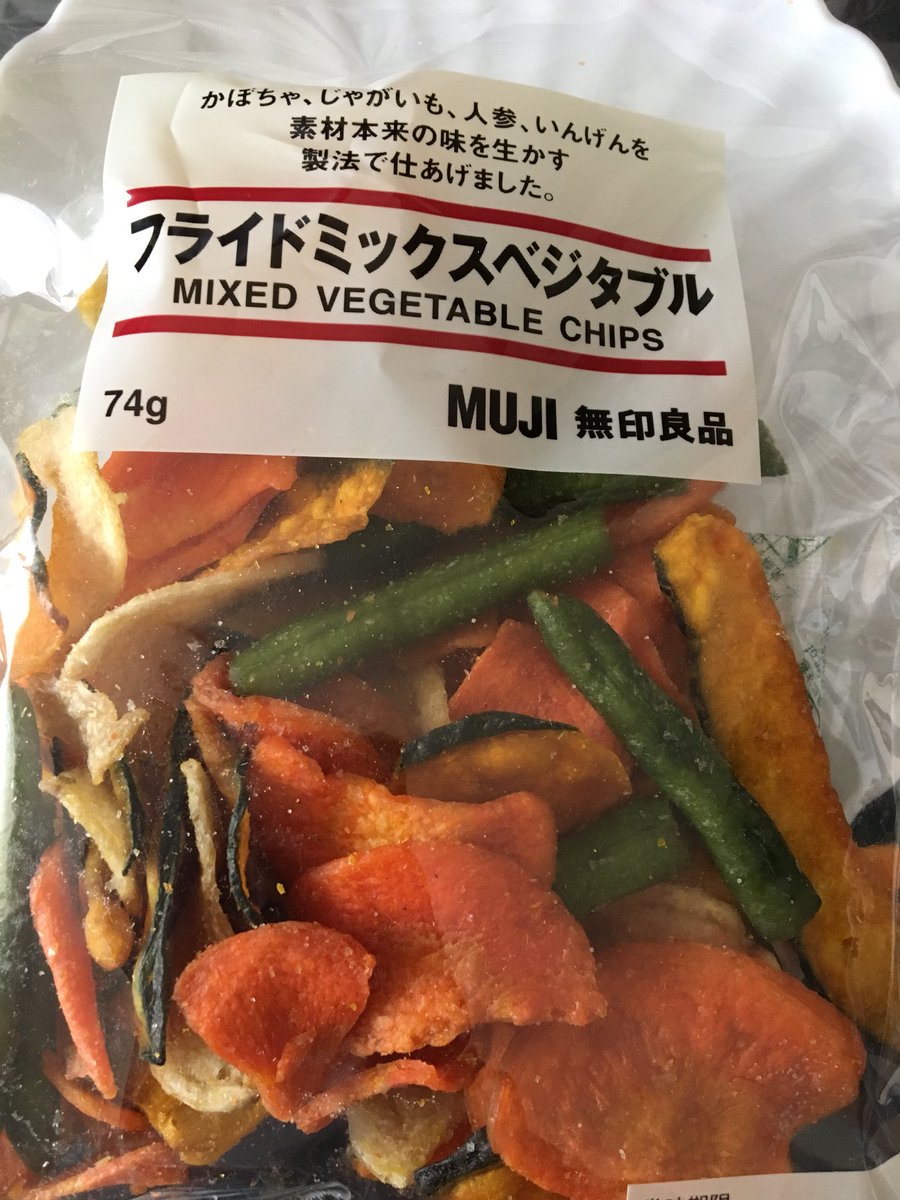 かぼちゃ、じゃがいも、人参、いんげんを
素材本来の味を生かす
製法で仕あげました。
フライドミックスベジタブル
MIXED VEGETABLE CHIPS
74g
MUJI 無印良品